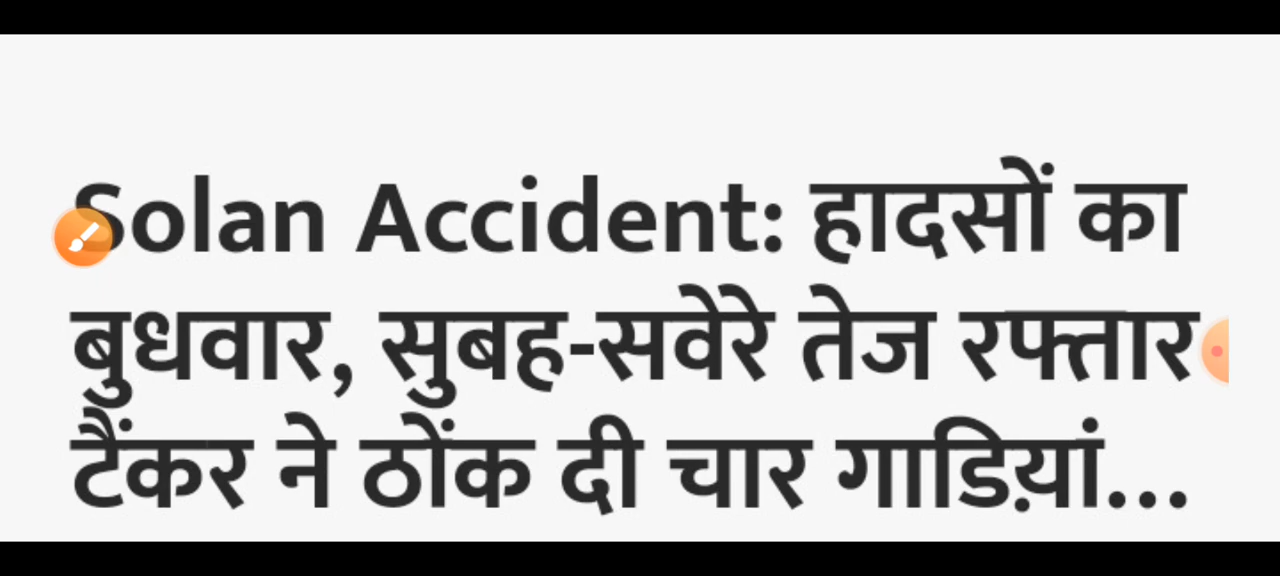 Solan Accident: हादसों का
बुधवार, सुबह-सवेरे तेज रफ्तार
टैंकर ने ठोंक दी चार गाडिय़ां...